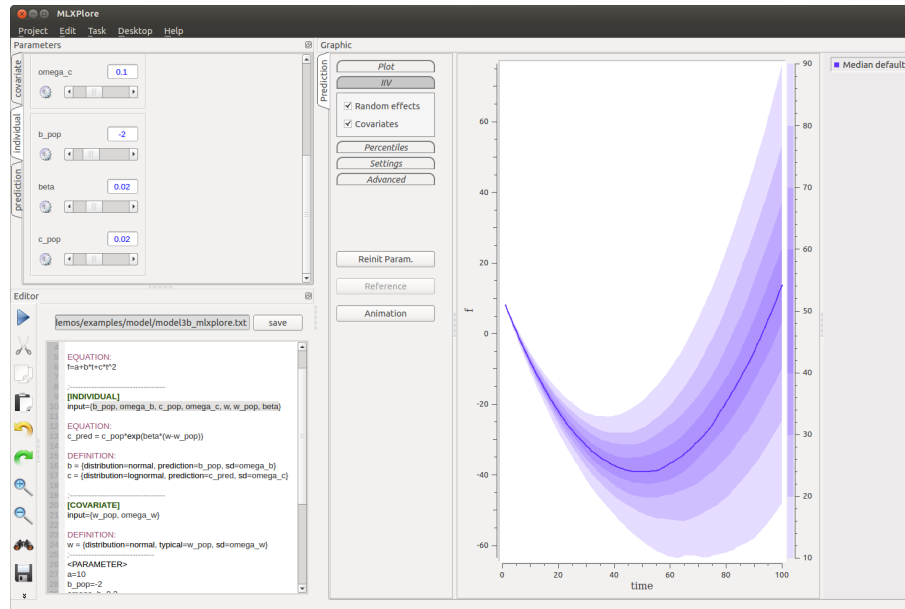 MLXPlore
Project Edit Task Desktop Help
Parameters
covariate
individual
prediction
omega_c 0.1
b_pop -2
beta 0.02
c_pop 0.02
Editor
lemos/examples/model/model3b_mlxplore.txt save
EQUATION:
f=a+b*t+c*t^2
;------------------------------
[INDIVIDUAL]
input={b_pop, omega_b, c_pop, omega_c, w, w_pop, beta}
EQUATION:
c_pred = c_pop*exp(beta*(w-w_pop))
DEFINITION:
b = {distribution=normal, prediction=b_pop, sd=omega_b}
c = {distribution=lognormal, prediction=c_pred, sd=omega_c}
;------------------------------
[COVARIATE]
input={w_pop, omega_w}
DEFINITION:
w = {distribution=normal, typical=w_pop, sd=omega_w}
;---------------------------
<PARAMETER>
a=10
b_pop=-2
Graphic
Prediction
Plot
IIV
Random effects
Covariates
Percentiles
Settings
Advanced
Reinit Param.
Reference
Animation
f
60
40
20
0
-20
-40
-60
0 20 40 60 80 100
time
90
80
70
60
50
40
30
20
10
Median default